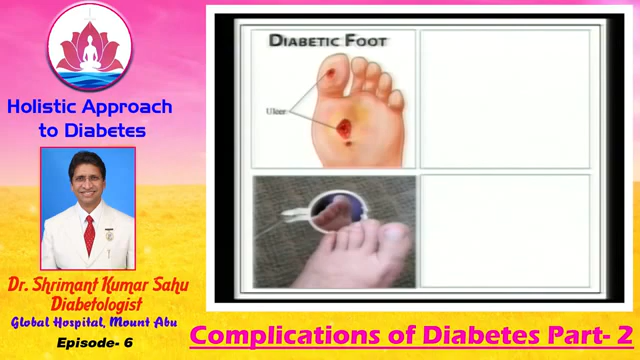 Holistic Approach
to Diabetes
Dr. Shrimant Kumar Sahu
Diabetologist
Global Hospital, Mount Abu
Episode- 6
DIABETIC FOOT
Ulcer
Complications of Diabetes Part- 2